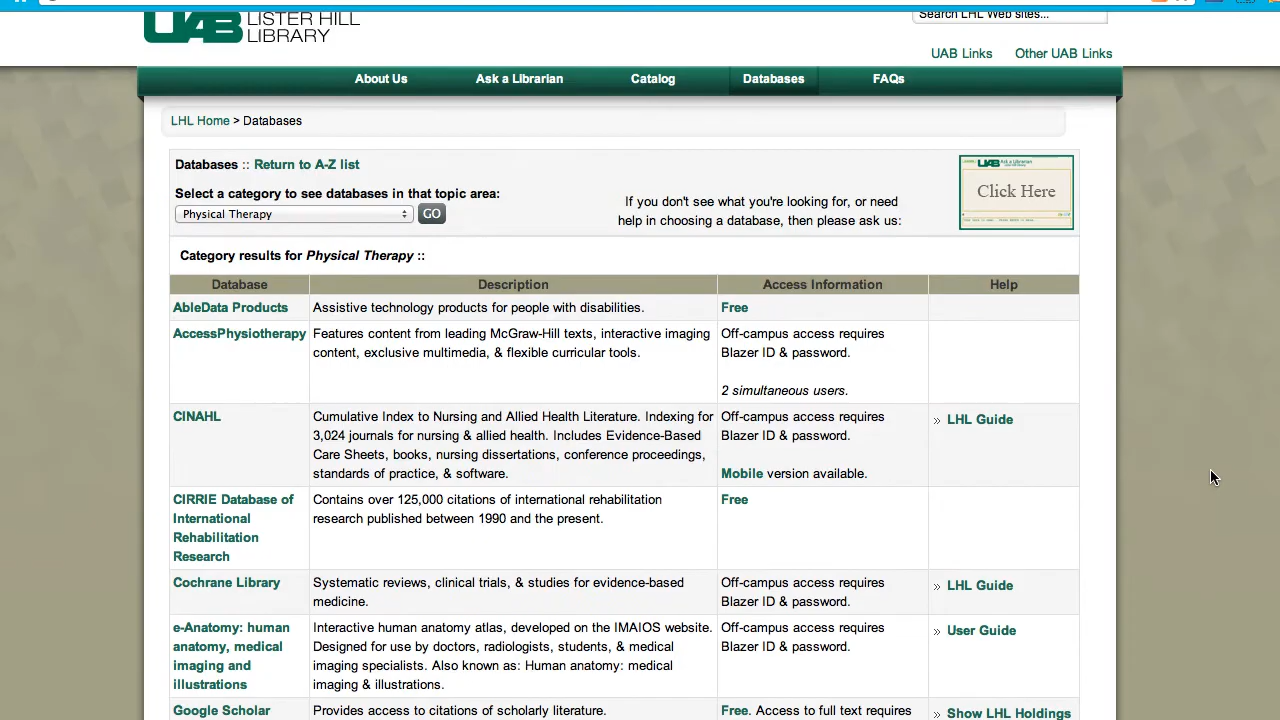 UAB LISTER HILL
LIBRARY
Search LHL Web sites...
UAB Links Other UAB Links
About Us Ask a Librarian Catalog Databases FAQs
LHL Home > Databases
Databases :: Return to A-Z list
Select a category to see databases in that topic area:
Physical Therapy GO
If you don't see what you're looking for, or need
help in choosing a database, then please ask us:
UAB Ask a Librarian
Click Here
Category results for Physical Therapy ::
Database Description Access Information Help
AbleData Products Assistive technology products for people with disabilities. Free
AccessPhysiotherapy Features content from leading McGraw-Hill texts, interactive imaging
content, exclusive multimedia, & flexible curricular tools.
Off-campus access requires
Blazer ID & password.
2 simultaneous users.
CINAHL
Cumulative Index to Nursing and Allied Health Literature. Indexing for
3,024 journals for nursing & allied health. Includes Evidence-Based
Care Sheets, books, nursing dissertations, conference proceedings,
standards of practice, & software.
Off-campus access requires
Blazer ID & password.
Mobile version available.
» LHL Guide
CIRRIE Database of
International
Rehabilitation
Research
Contains over 125,000 citations of international rehabilitation
research published between 1990 and the present.
Free
Cochrane Library
Systematic reviews, clinical trials, & studies for evidence-based
medicine.
Off-campus access requires
Blazer ID & password.
» LHL Guide
e-Anatomy: human
anatomy, medical
imaging and
illustrations
Interactive human anatomy atlas, developed on the IMAIOS website.
Designed for use by doctors, radiologists, students, & medical
imaging specialists. Also known as: Human anatomy: medical
imaging & illustrations.
Off-campus access requires
Blazer ID & password.
» User Guide
Google Scholar
Provides access to citations of scholarly literature.
Free. Access to full text requires
» Show LHL Holdings